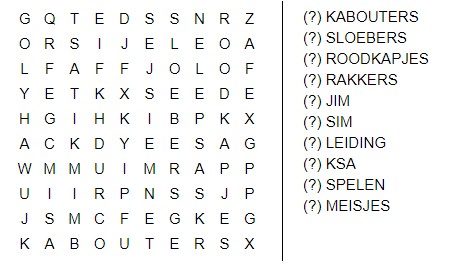 G Q T E D S S N R Z
O R S I J E L E O A
L F A F F J O L O F
Y E T K X S E E D E
H G I H K I B P K X
A C K D Y E E S A G
W M M U I M R A P P
U I I R P N S S J P
J S M C F E G K E G
K A B O U T E R S X
(?) KABOUTERS
(?) SLOEBERS
(?) ROODKAPJES
(?) RAKKERS
(?) JIM
(?) SIM
(?) LEIDING
(?) KSA
(?) SPELEN
(?) MEISJES